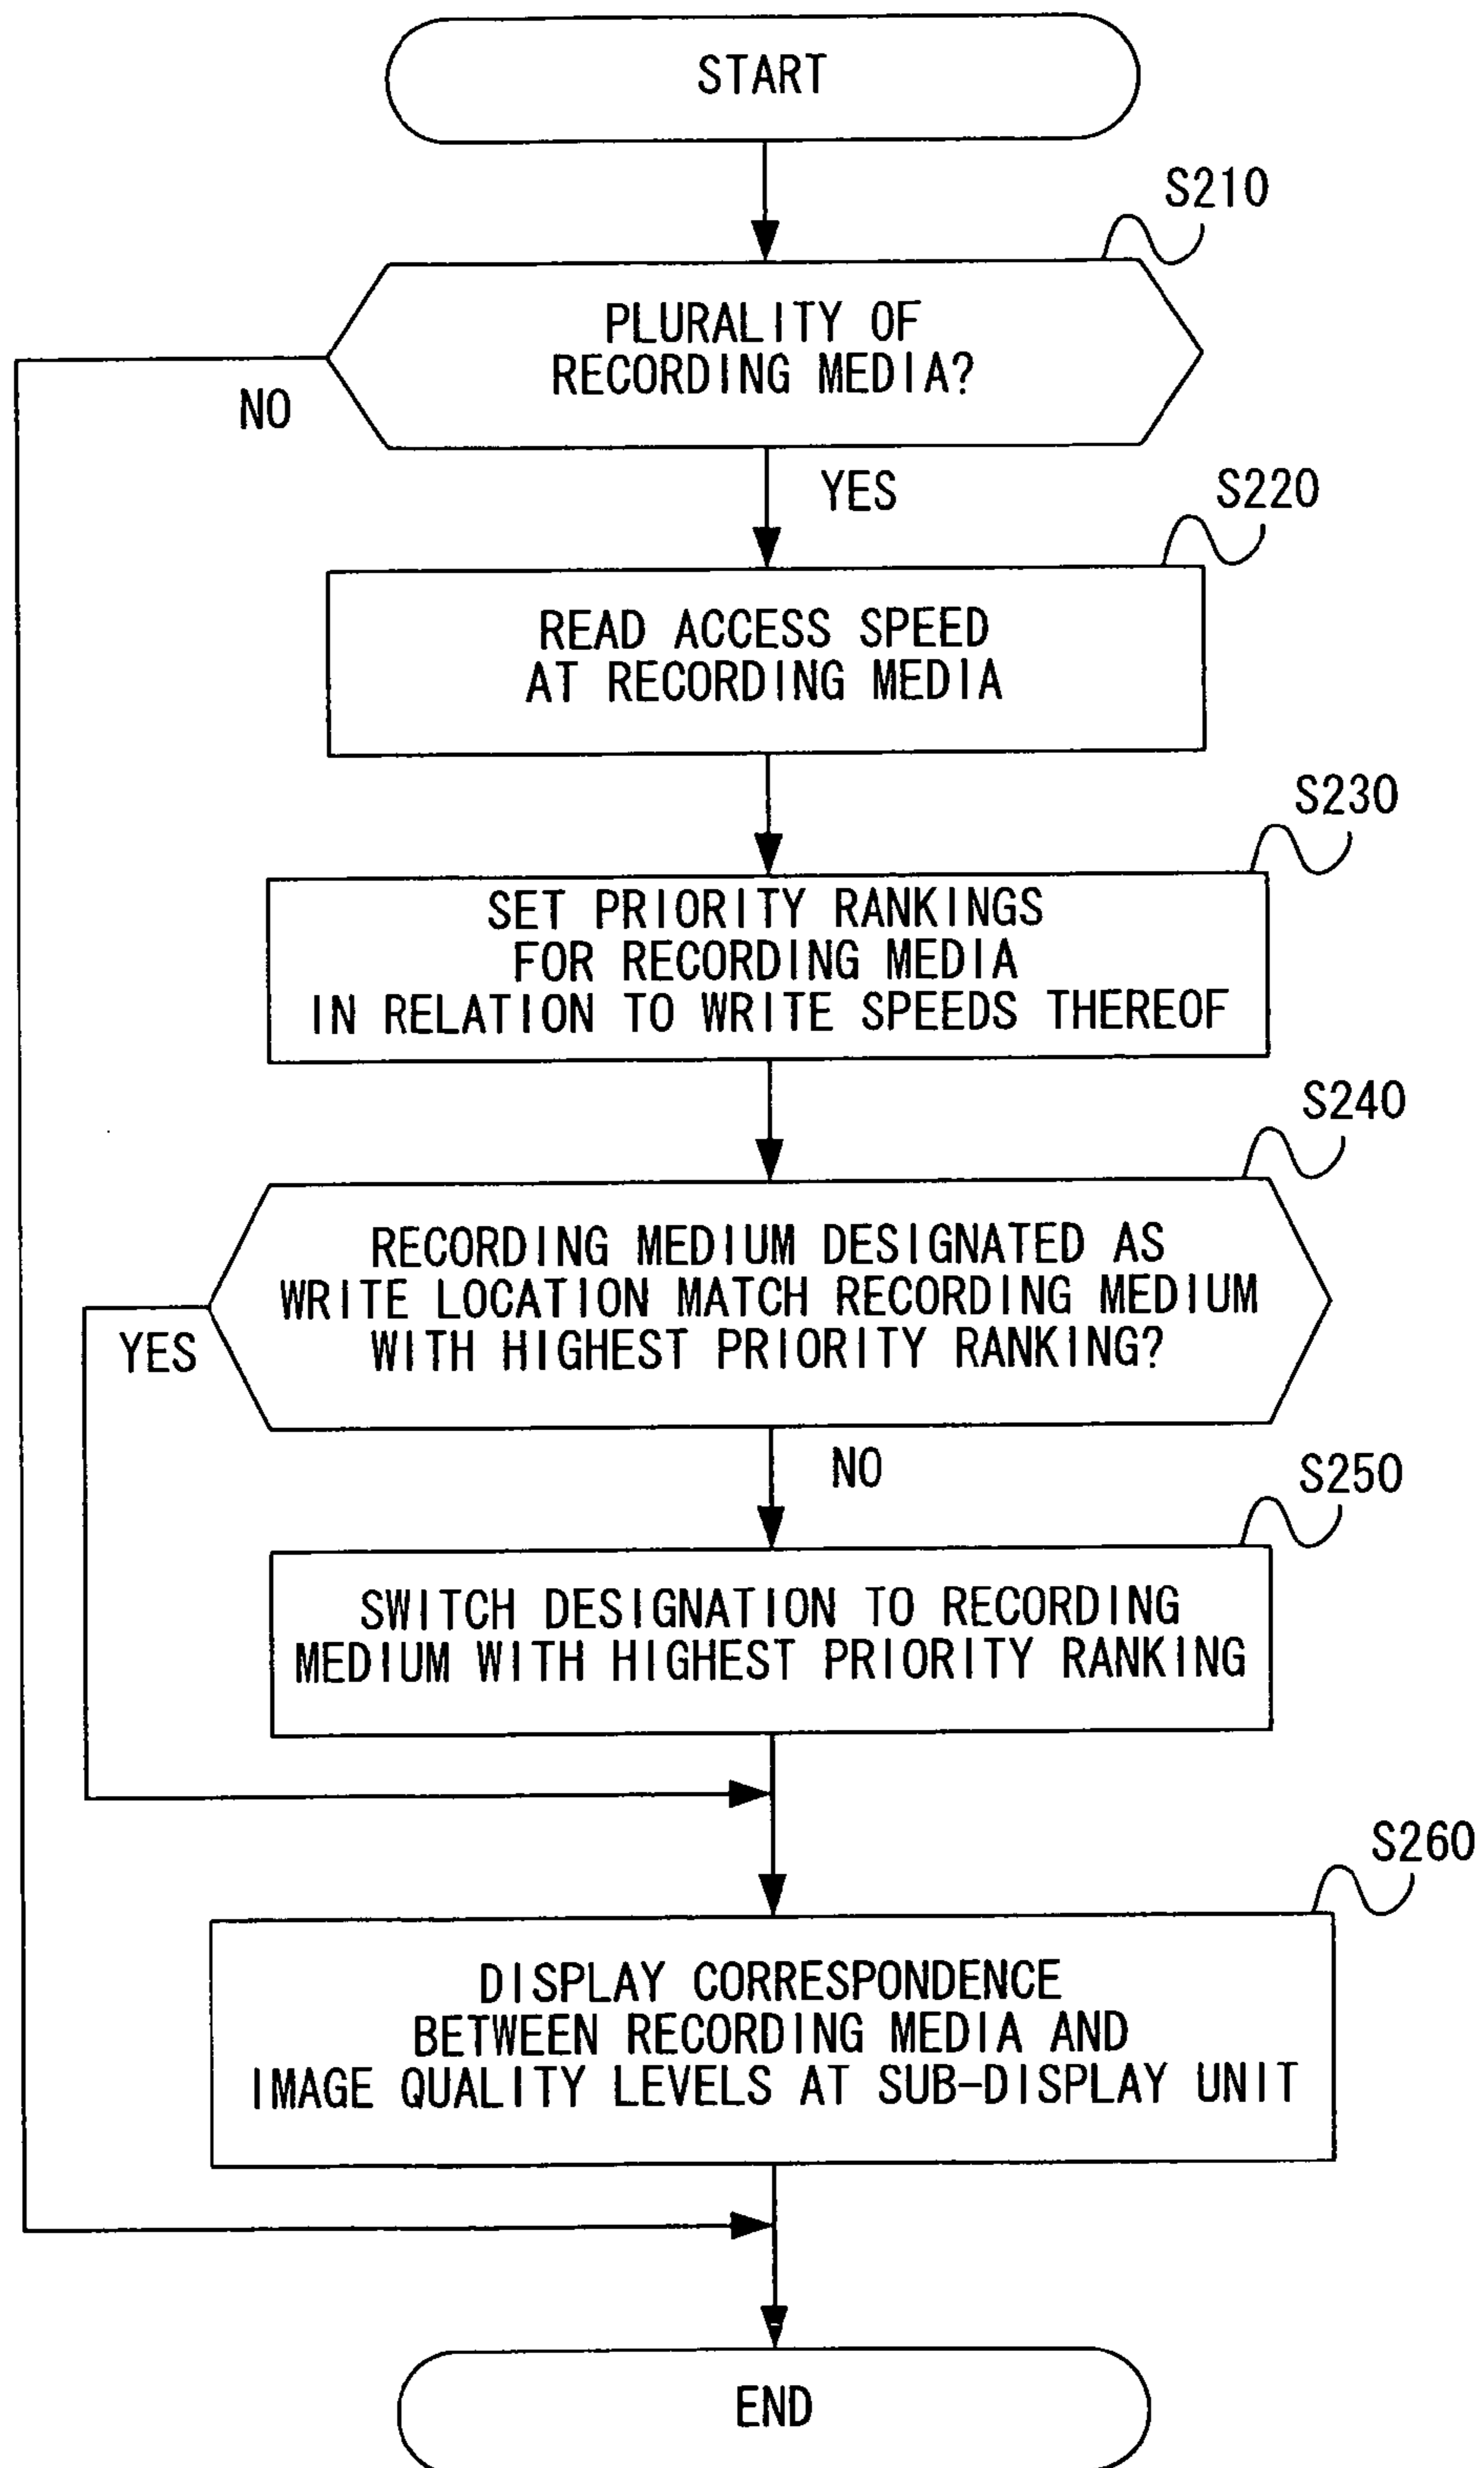 START
S210
PLURALITY OF
RECORDING MEDIA?
NO
YES
S220
READ ACCESS SPEED
AT RECORDING MEDIA
S230
SET PRIORITY RANKINGS
FOR RECORDING MEDIA
IN RELATION TO WRITE SPEEDS THEREOF
S240
RECORDING MEDIUM DESIGNATED AS
WRITE LOCATION MATCH RECORDING MEDIUM
WITH HIGHEST PRIORITY RANKING?
YES
NO
S250
SWITCH DESIGNATION TO RECORDING
MEDIUM WITH HIGHEST PRIORITY RANKING
S260
DISPLAY CORRESPONDENCE
BETWEEN RECORDING MEDIA AND
IMAGE QUALITY LEVELS AT SUB-DISPLAY UNIT
END